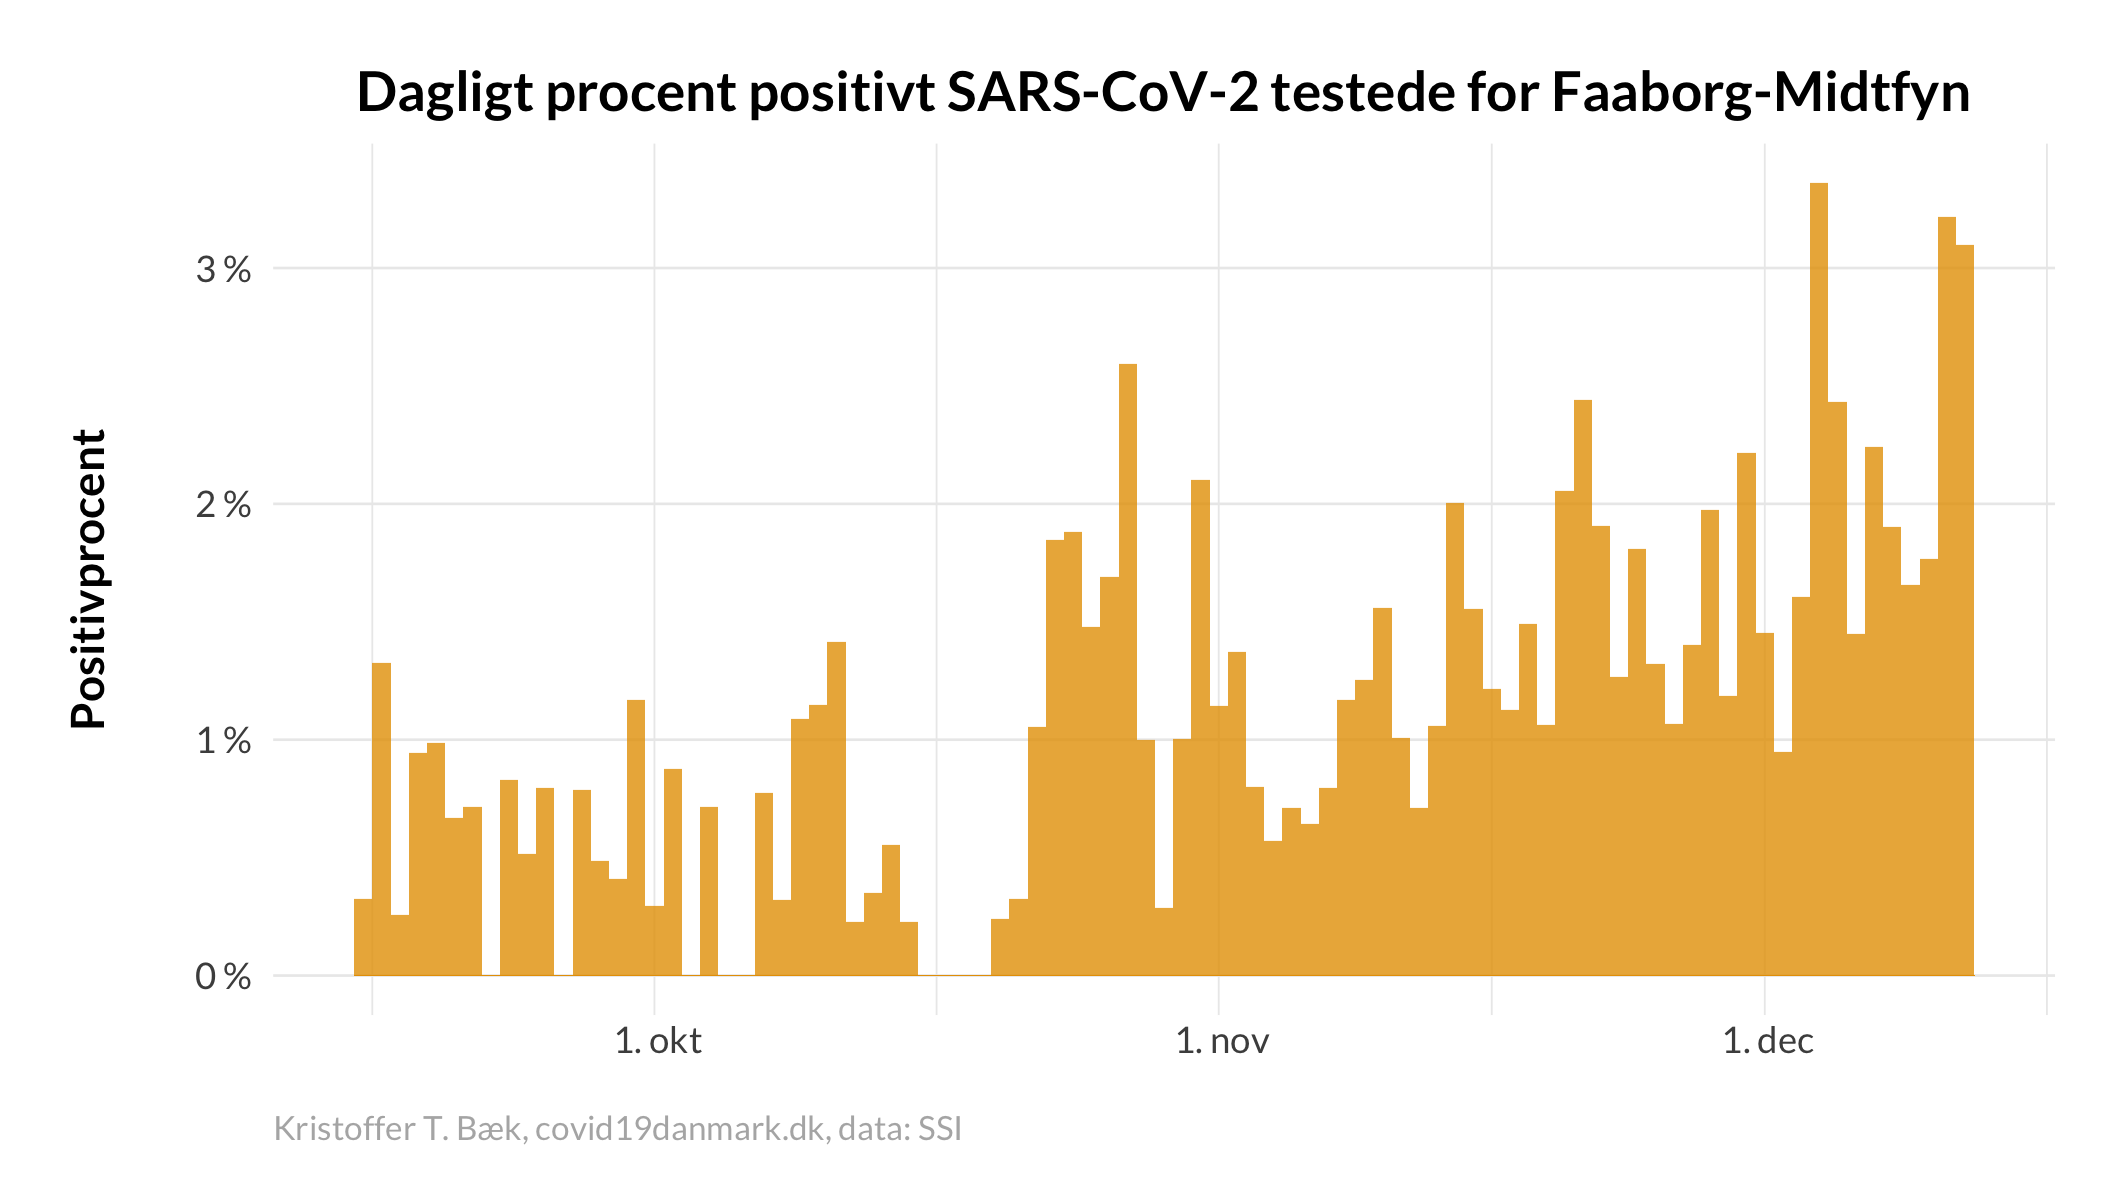 Dagligt procent positivt SARS-CoV-2 testede for Faaborg-Midtfyn
Positivprocent
3 %
2 %
1 %
0 %
1. okt
1. nov
1. dec
Kristoffer T. Bæk, covid19danmark.dk, data: SSI